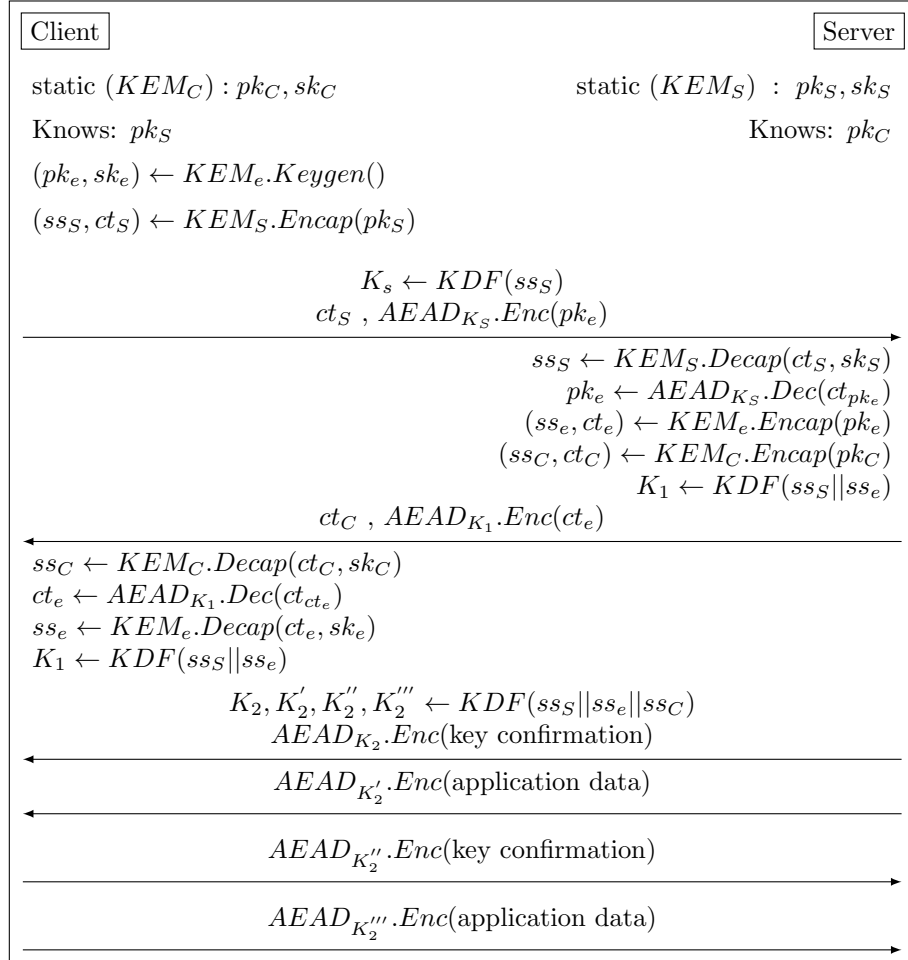 Client Server
static (KEM_C) : pk_C, sk_C static (KEM_S) : pk_S, sk_S
Knows: pk_S Knows: pk_C
(pk_e, sk_e) ← KEM_e.Keygen()
(ss_S, ct_S) ← KEM_S.Encap(pk_S)
K_s ← KDF(ss_S)
ct_S , AEAD_{K_S}.Enc(pk_e)
ss_S ← KEM_S.Decap(ct_S, sk_S)
pk_e ← AEAD_{K_S}.Dec(ct_{pk_e})
(ss_e, ct_e) ← KEM_e.Encap(pk_e)
(ss_C, ct_C) ← KEM_C.Encap(pk_C)
K_1 ← KDF(ss_S||ss_e)
ct_C , AEAD_{K_1}.Enc(ct_e)
ss_C ← KEM_C.Decap(ct_C, sk_C)
ct_e ← AEAD_{K_1}.Dec(ct_{ct_e})
ss_e ← KEM_e.Decap(ct_e, sk_e)
K_1 ← KDF(ss_S||ss_e)
K_2, K_2^{'}, K_2^{''}, K_2^{'''} ← KDF(ss_S||ss_e||ss_C)
AEAD_{K_2}.Enc(key confirmation)
AEAD_{K_2^{'}}.Enc(application data)
AEAD_{K_2^{''}}.Enc(key confirmation)
AEAD_{K_2^{'''}}.Enc(application data)